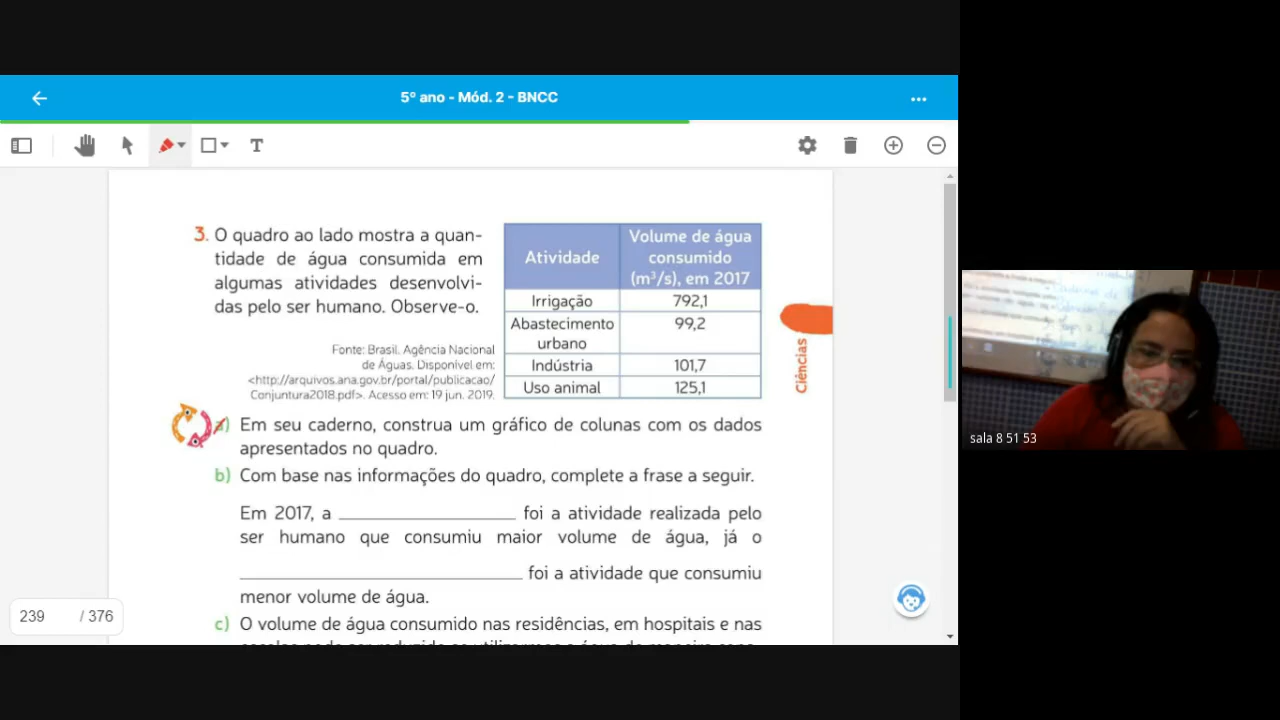 5º ano - Mód. 2 - BNCC
T
3. O quadro ao lado mostra a quan-
tidade de água consumida em
algumas atividades desenvolvi-
das pelo ser humano. Observe-o.
Fonte: Brasil. Agência Nacional
de Águas. Disponível em:
<http://arquivos.ana.gov.br/portal/publicacao/
Conjuntura2018.pdf>. Acesso em: 19 jun. 2019.
Atividade
Volume de água
consumido
(m³/s), em 2017
Irrigação 792,1
Abastecimento 99,2
urbano
Indústria 101,7
Uso animal 125,1
Ciências
a) Em seu caderno, construa um gráfico de colunas com os dados
apresentados no quadro.
b) Com base nas informações do quadro, complete a frase a seguir.
Em 2017, a ____________________ foi a atividade realizada pelo
ser humano que consumiu maior volume de água, já o
____________________ foi a atividade que consumiu
menor volume de água.
c) O volume de água consumido nas residências, em hospitais e nas
239 / 376
sala 8 51 53